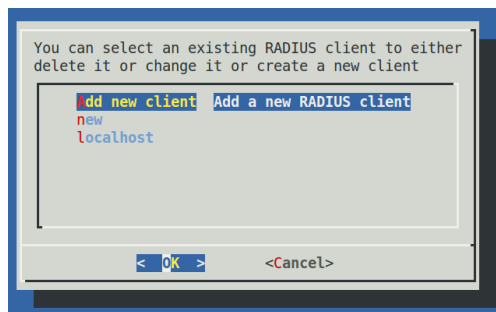 You can select an existing RADIUS client to either
delete it or change it or create a new client
Add new client  Add a new RADIUS client
new
localhost
<  OK  >  <Cancel>